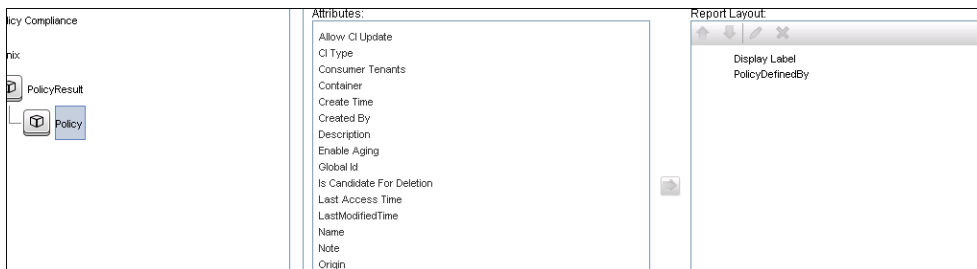 licy Compliance
nix
PolicyResult
Policy
Attributes:
Allow CI Update
CI Type
Consumer Tenants
Container
Create Time
Created By
Description
Enable Aging
Global Id
Is Candidate For Deletion
Last Access Time
LastModifiedTime
Name
Note
Origin
Report Layout:
Display Label
PolicyDefinedBy